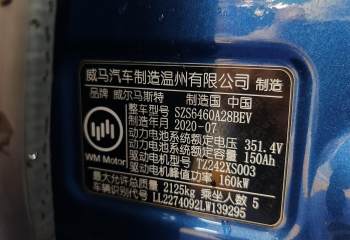 威马汽车制造温州有限公司 制造
品牌 威尔马斯特 制造国 中国
整车型号 SZS6460A28BEV
制造年月 2020-07
动力电池系统额定电压 351.4V
动力电池系统额定容量 150Ah
驱动电机型号 TZ242XS003
WM Motor 驱动电机峰值功率 160kW
最大允许总质量 2125kg 乘坐人数 5
车辆识别代号 LL2274092LW139295